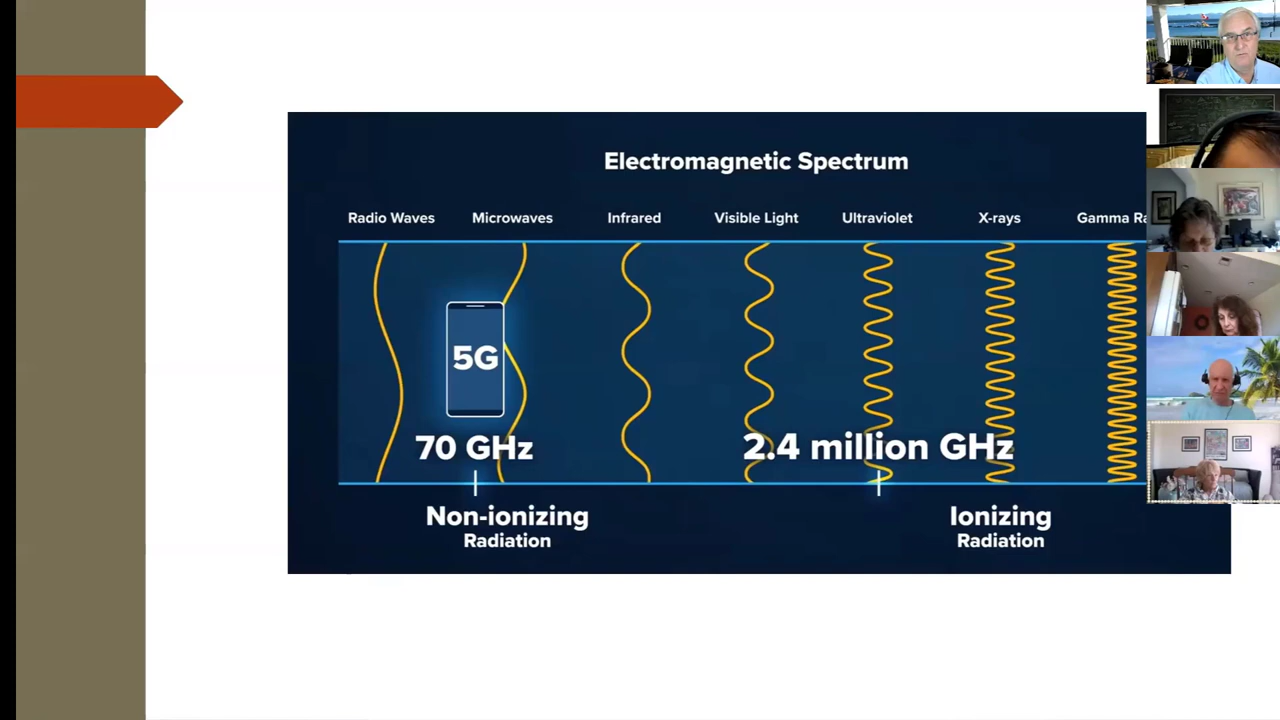 Electromagnetic Spectrum
Radio Waves Microwaves Infrared Visible Light Ultraviolet X-rays Gamma
5G
70 GHz 2.4 million GHz
Non-ionizing Ionizing
Radiation Radiation